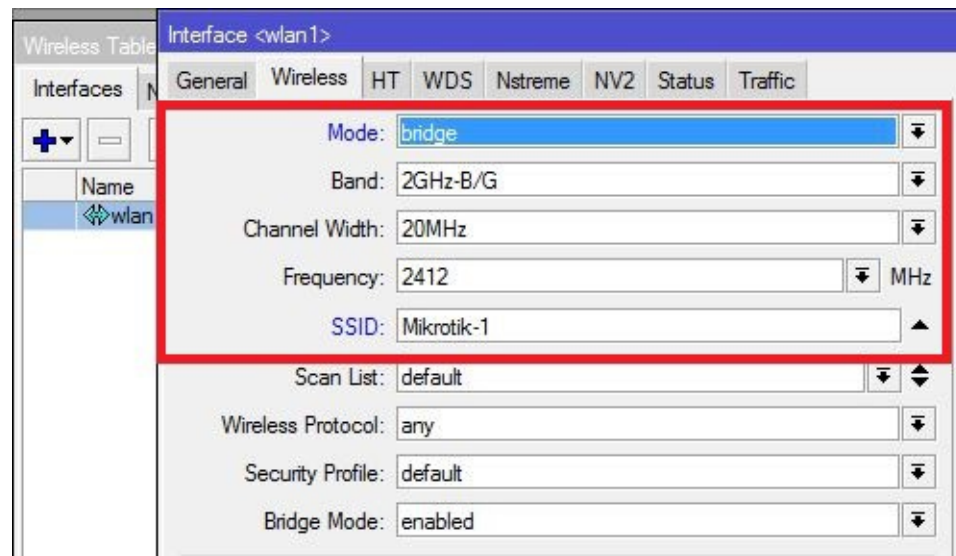 Wireless Table
Interface <wlan1>
Interfaces
General Wireless HT WDS Nstreme NV2 Status Traffic
Mode: bridge
Band: 2GHz-B/G
Name
wlan
Channel Width: 20MHz
Frequency: 2412 MHz
SSID: Mikrotik-1
Scan List: default
Wireless Protocol: any
Security Profile: default
Bridge Mode: enabled